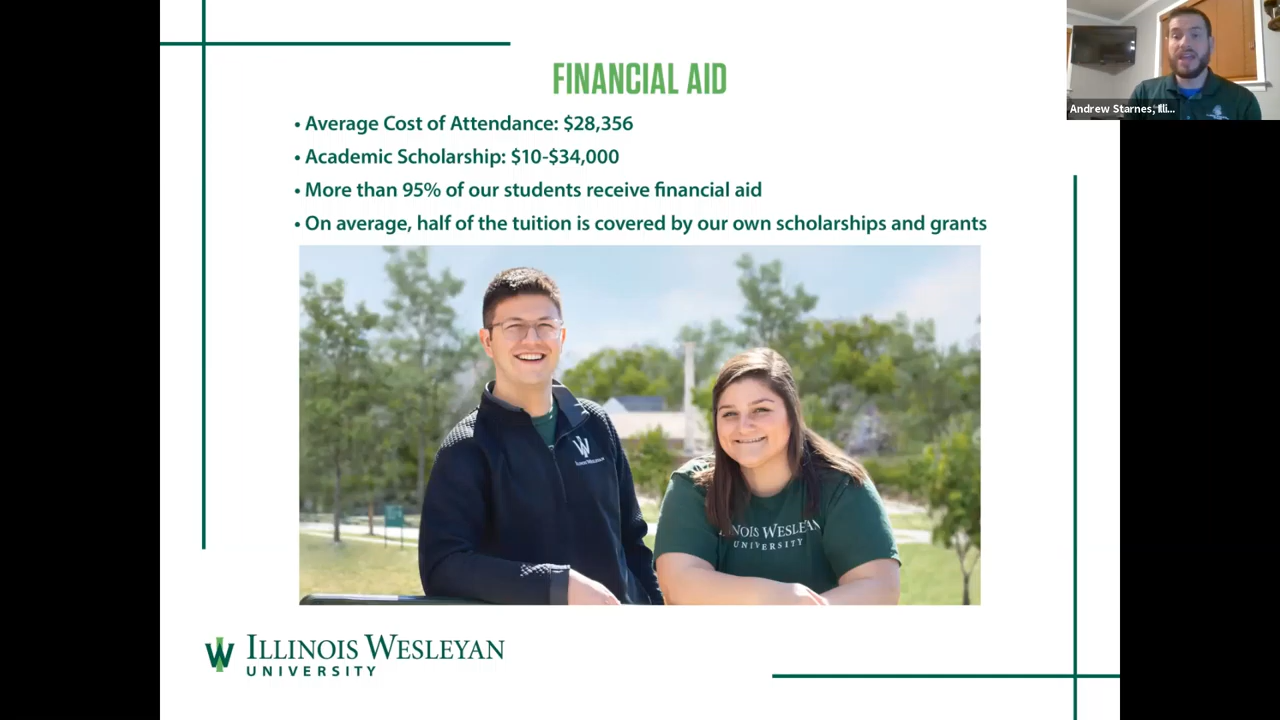 FINANCIAL AID
• Average Cost of Attendance: $28,356
• Academic Scholarship: $10-$34,000
• More than 95% of our students receive financial aid
• On average, half of the tuition is covered by our own scholarships and grants
Andrew Starnes, Illi...
W
ILLINOIS WESLEYAN
UNIVERSITY
IW ILLINOIS WESLEYAN
UNIVERSITY